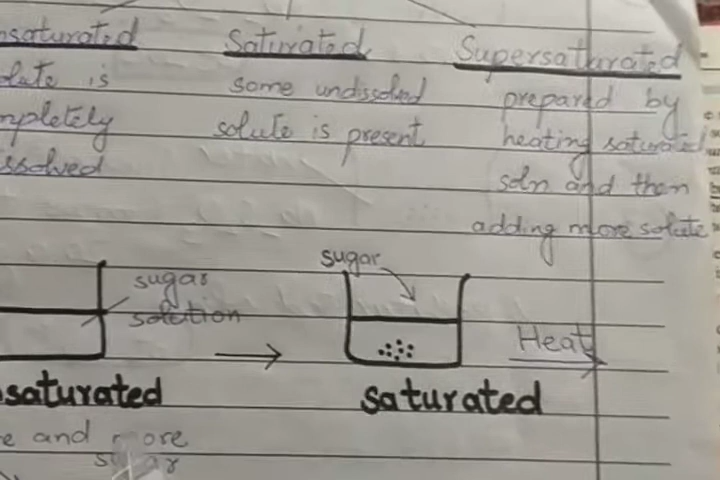 saturated Saturated Supersaturated
olute is some undissolved prepared by
mpletely solute is present heating saturated
ssolved soln and then
adding more solute
sugar
sugar
solution
Heat
saturated saturated
e and more
sugar